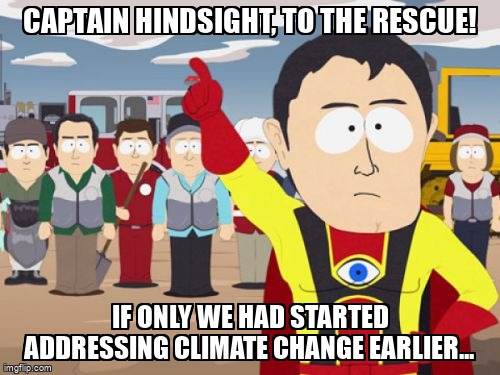 CAPTAIN HINDSIGHT, TO THE RESCUE!
IF ONLY WE HAD STARTED
ADDRESSING CLIMATE CHANGE EARLIER...
imgflip.com